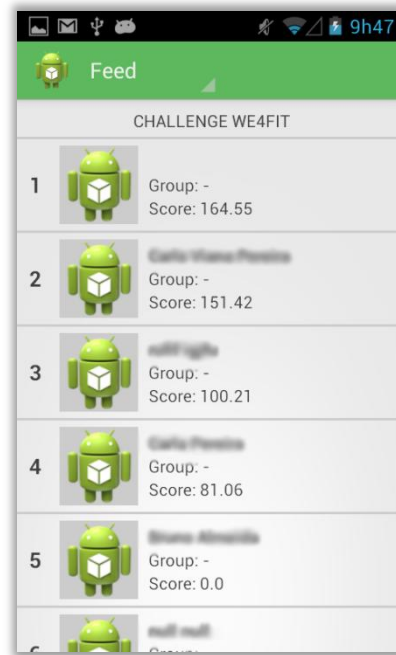 9h47
Feed
CHALLENGE WE4FIT
1
Group: -
Score: 164.55
2
Group: -
Score: 151.42
3
Group: -
Score: 100.21
4
Group: -
Score: 81.06
5
Group: -
Score: 0.0